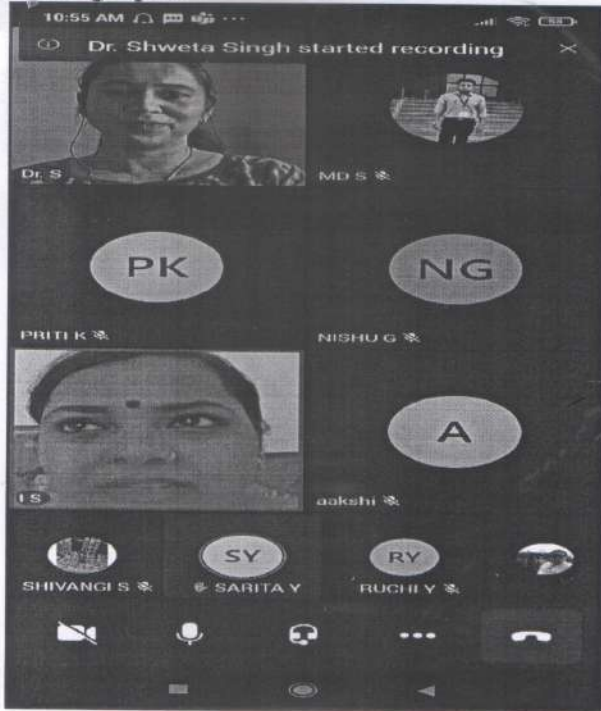 10:55 AM
53
Dr. Shweta Singh started recording
Dr. S
MD S
PK
NG
PRITI K
NISHU G
A
I S
aakshi
SY
RY
SHIVANGI S
SARITA Y
RUCHI Y